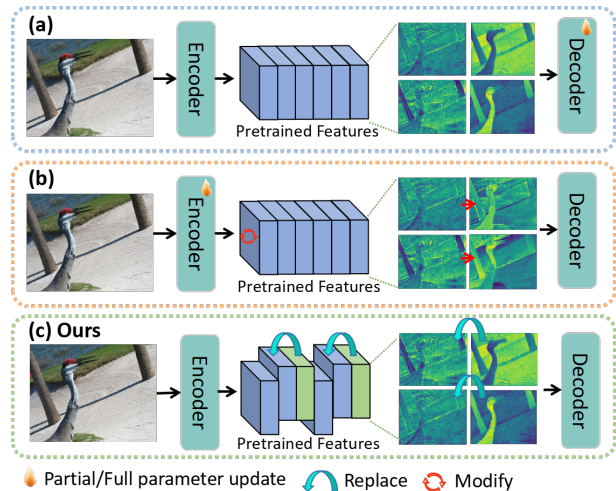 (a)
Encoder
Pretrained Features
Decoder
(b)
Encoder
Pretrained Features
Decoder
(c) Ours
Encoder
Pretrained Features
Decoder
Partial/Full parameter update
Replace
Modify